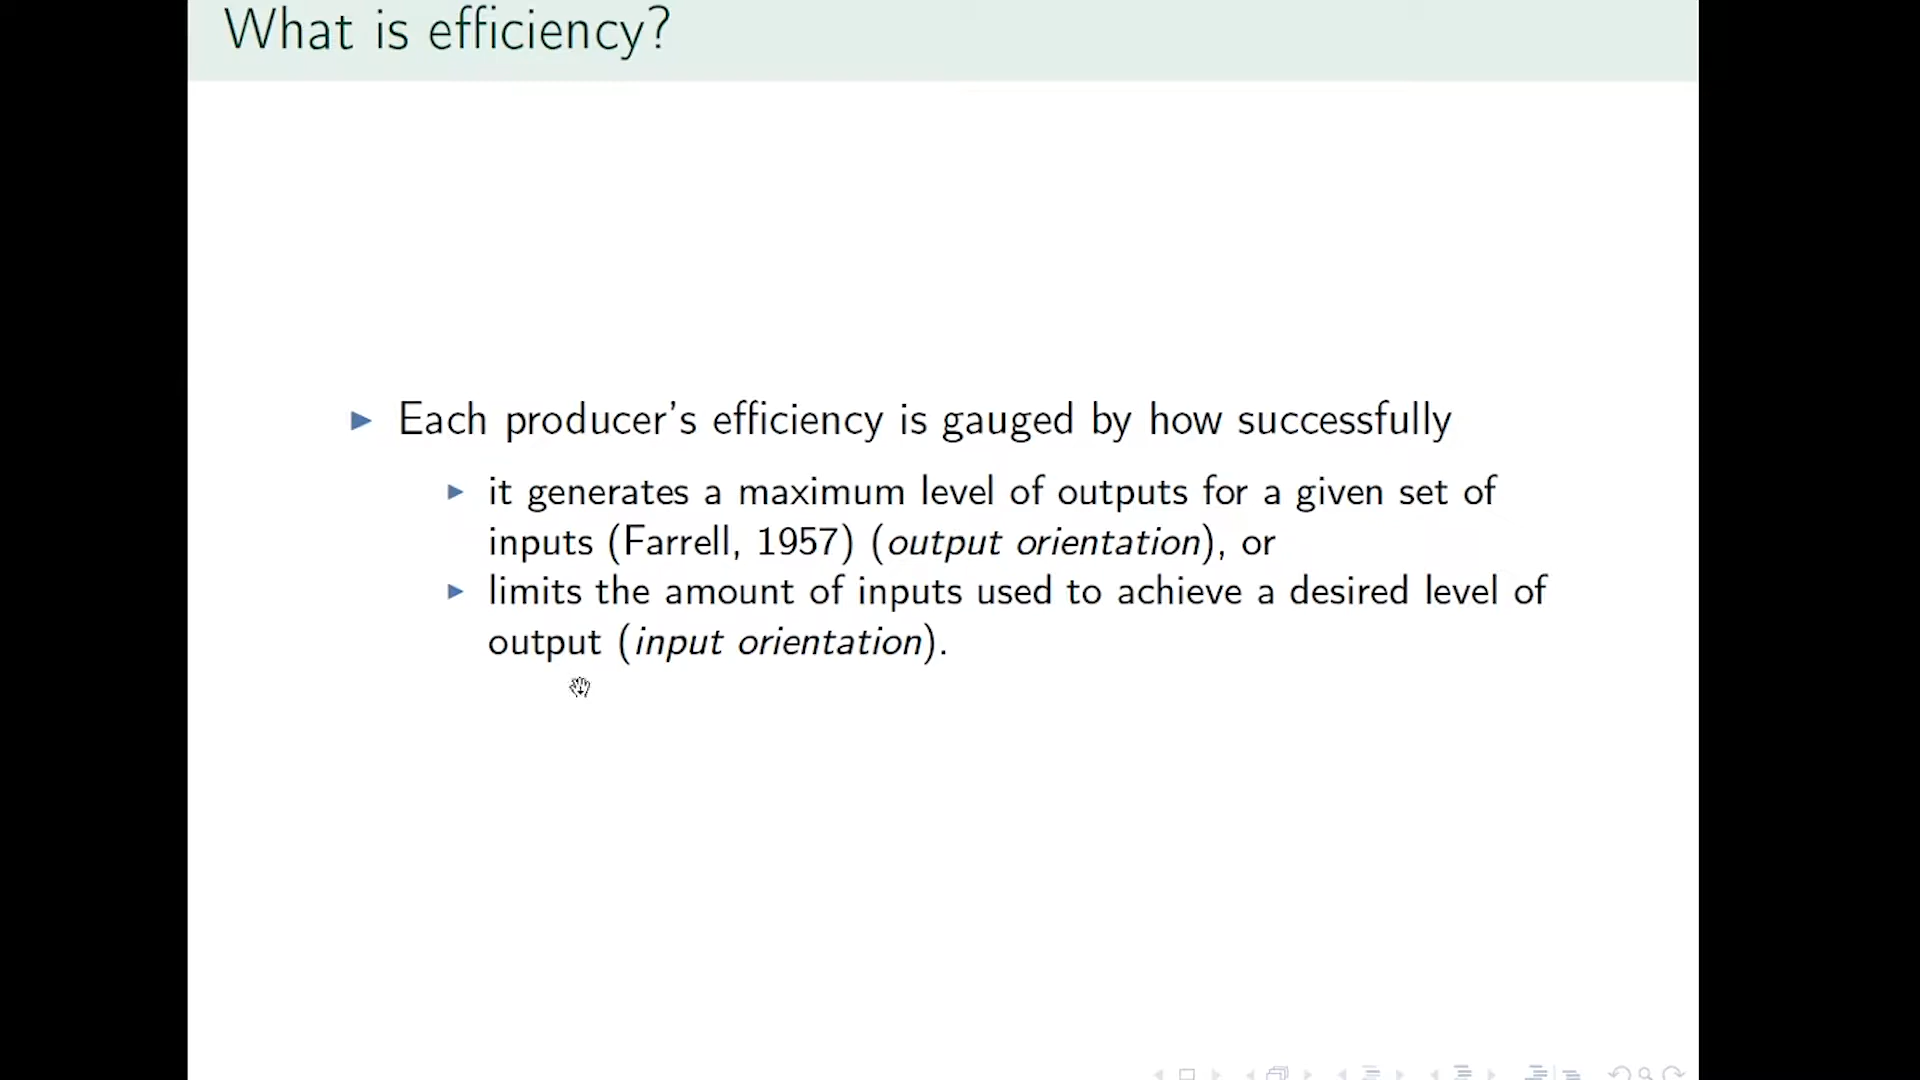 What is efficiency?
Each producer's efficiency is gauged by how successfully
it generates a maximum level of outputs for a given set of
inputs (Farrell, 1957) (output orientation), or
limits the amount of inputs used to achieve a desired level of
output (input orientation).